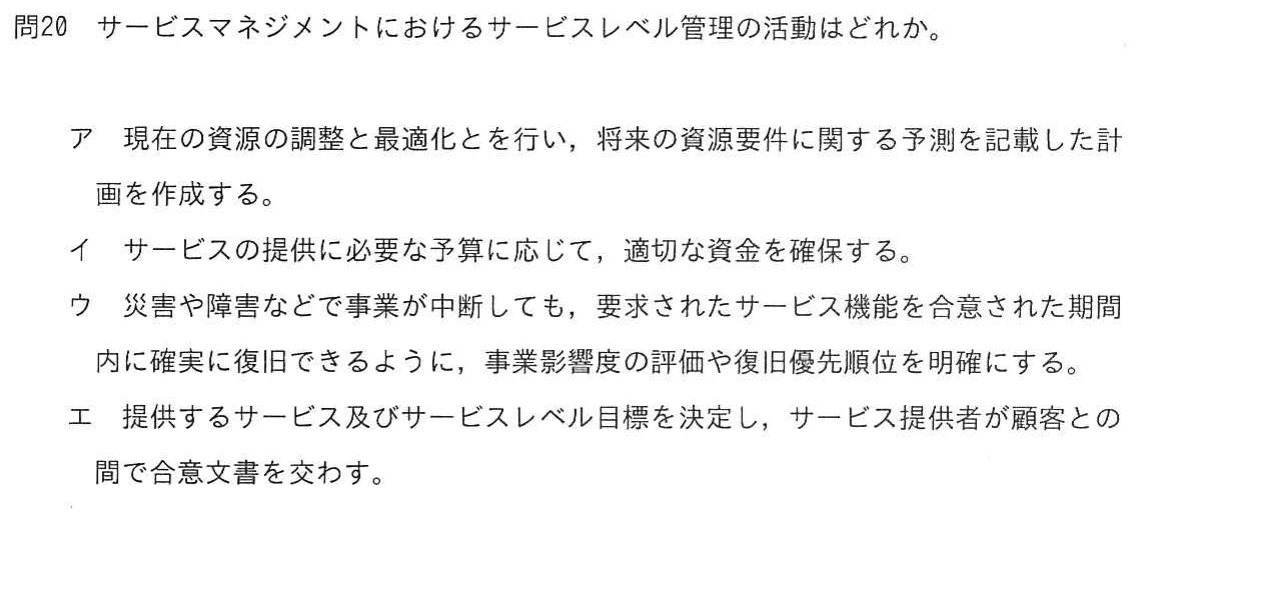 問20 サービスマネジメントにおけるサービスレベル管理の活動はどれか。
ア 現在の資源の調整と最適化とを行い，将来の資源要件に関する予測を記載した計
画を作成する。
イ サービスの提供に必要な予算に応じて，適切な資金を確保する。
ウ 災害や障害などで事業が中断しても，要求されたサービス機能を合意された期間
内に確実に復旧できるように，事業影響度の評価や復旧優先順位を明確にする。
エ 提供するサービス及びサービスレベル目標を決定し，サービス提供者が顧客との
間で合意文書を交わす。